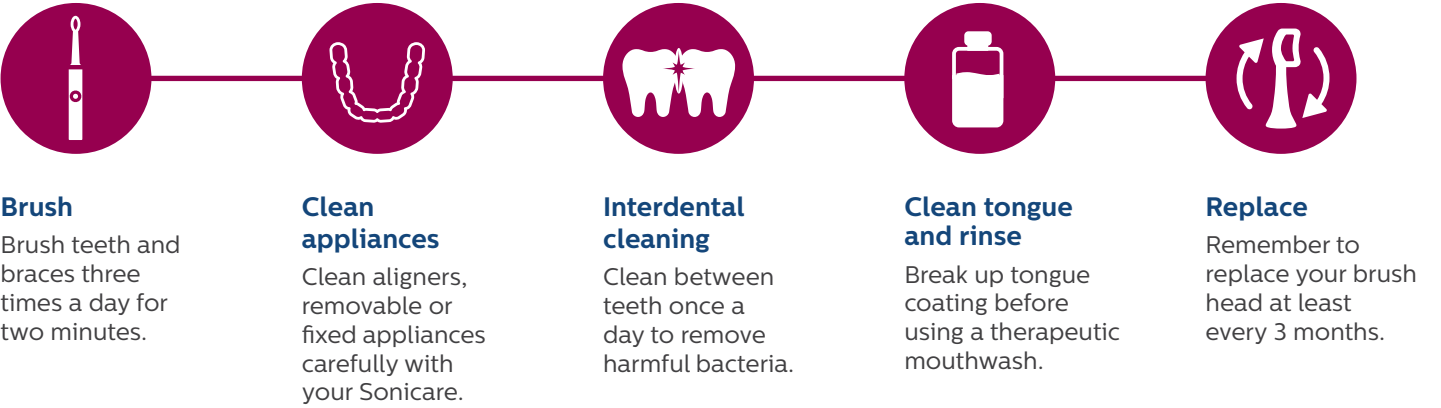 Brush
Brush teeth and
braces three
times a day for
two minutes.
Clean
appliances
Clean aligners,
removable or
fixed appliances
carefully with
your Sonicare.
Interdental
cleaning
Clean between
teeth once a
day to remove
harmful bacteria.
Clean tongue
and rinse
Break up tongue
coating before
using a therapeutic
mouthwash.
Replace
Remember to
replace your brush
head at least
every 3 months.